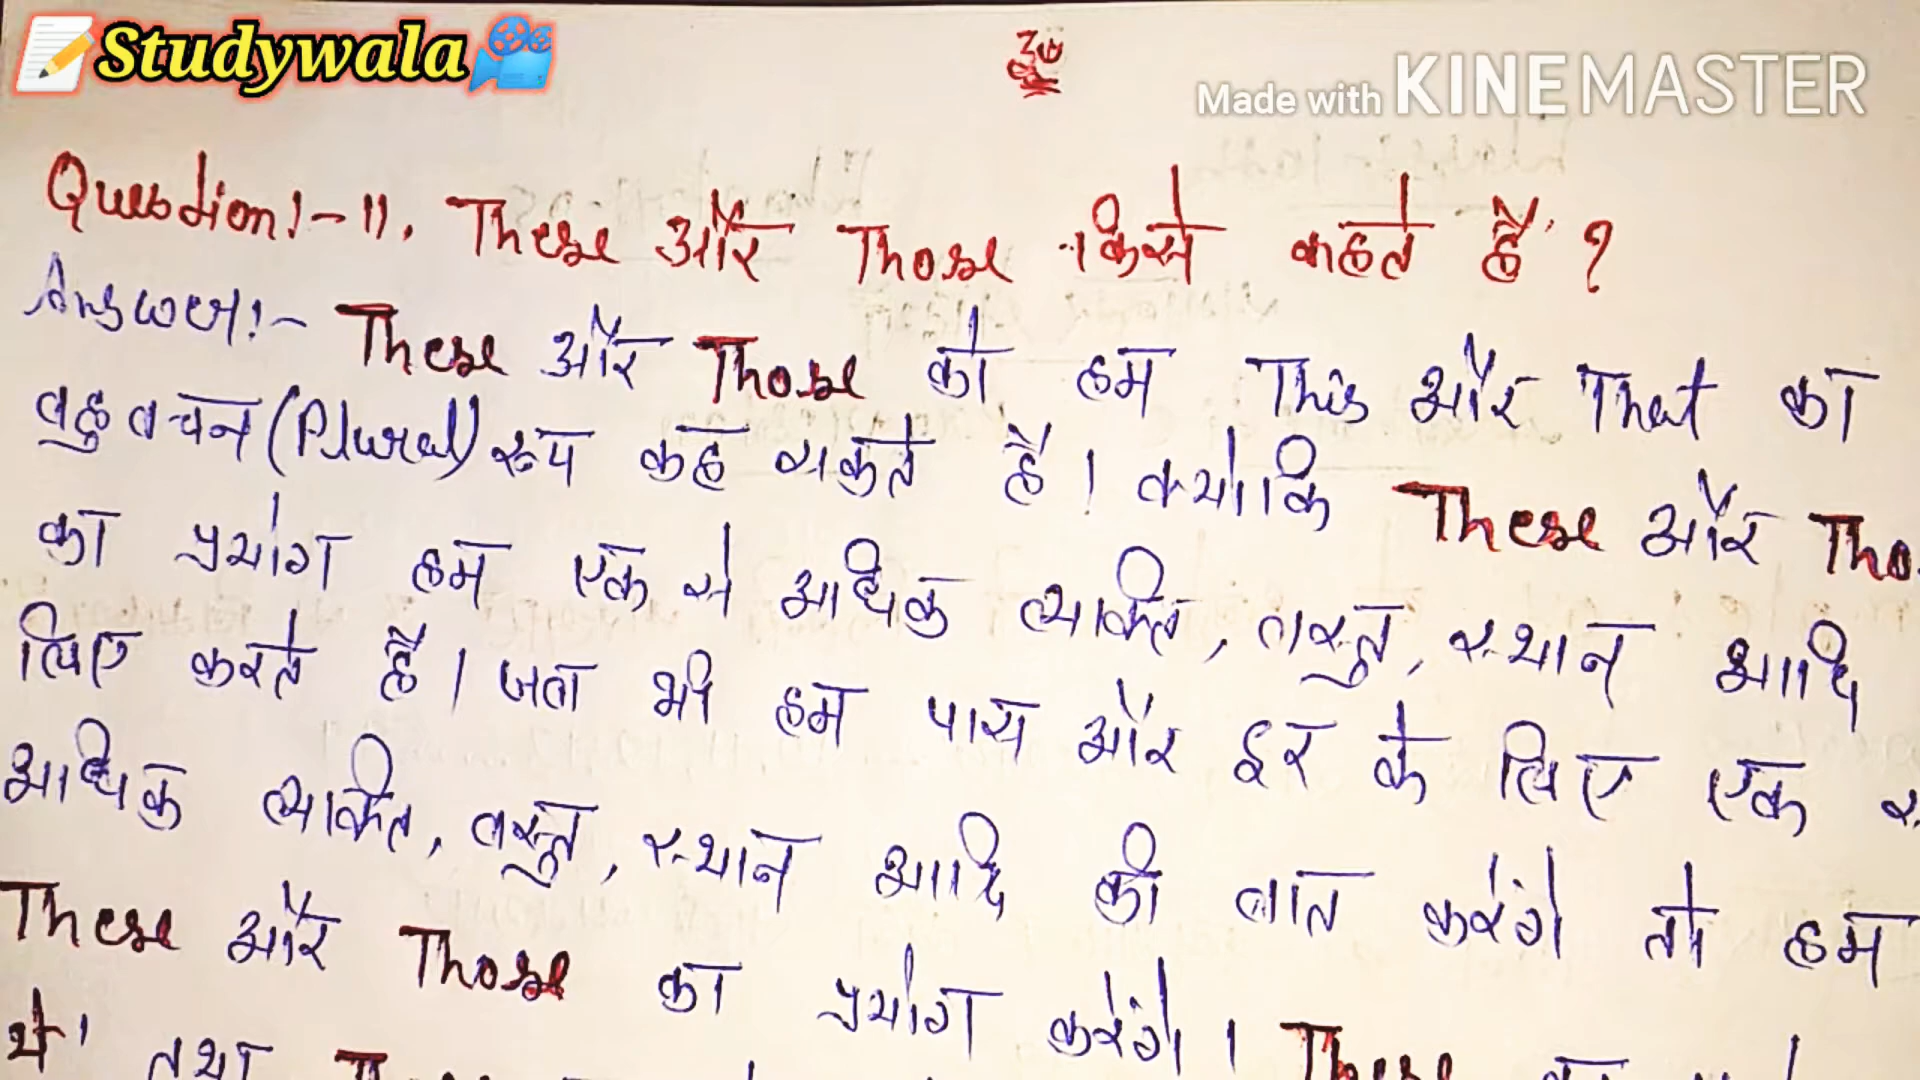 Studywala
ॐ
Made with KINEMASTER
Question:-11. These और Those किसे कहते हैं ?
Answer:- These और Those को हम This और That का
बहुवचन (Plural) रूप कह सकते हैं । क्योंकि These और Tho
का प्रयोग हम एक से अधिक व्यक्ति, वस्तु, स्थान आदि
लिए करते हैं । जब भी हम पास और दूर के लिए एक स
अधिक व्यक्ति, वस्तु, स्थान आदि की बात करेंगे तो हम
These और Those का प्रयोग करेंगे । These
ये' तथा